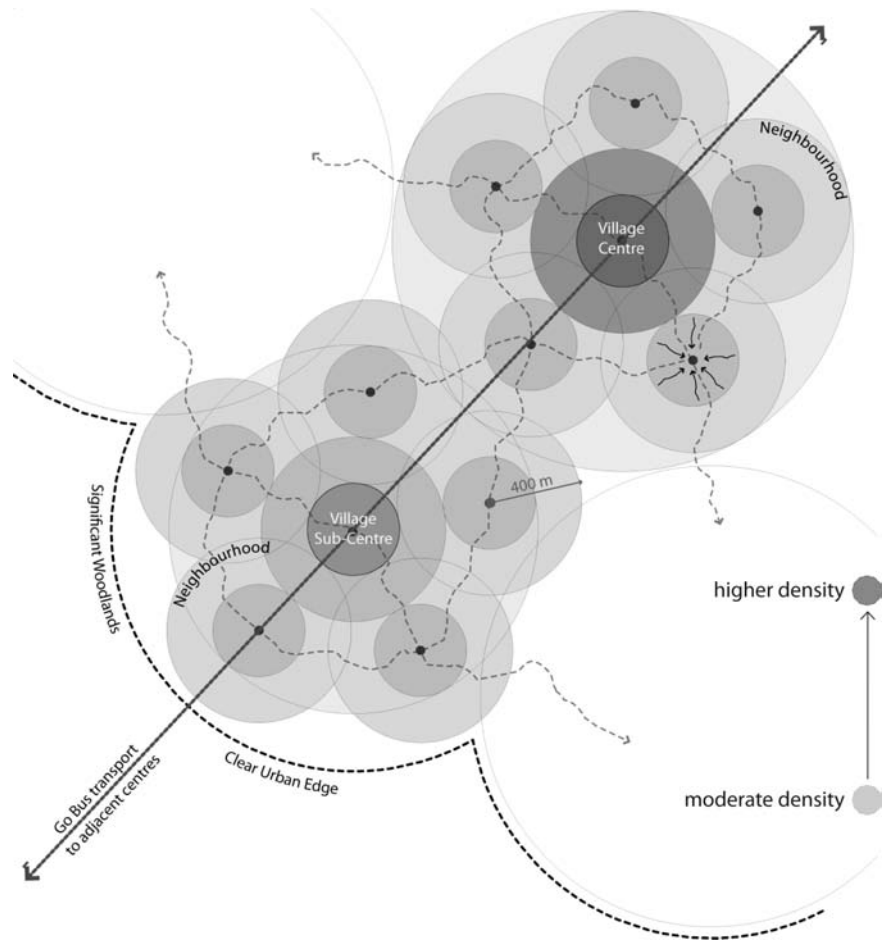 Neighbourhood
Village
Centre
400 m
Village
Sub-Centre
Neighbourhood
Significant Woodlands
higher density
Clear Urban Edge
moderate density
Go Bus transport
to adjacent centres